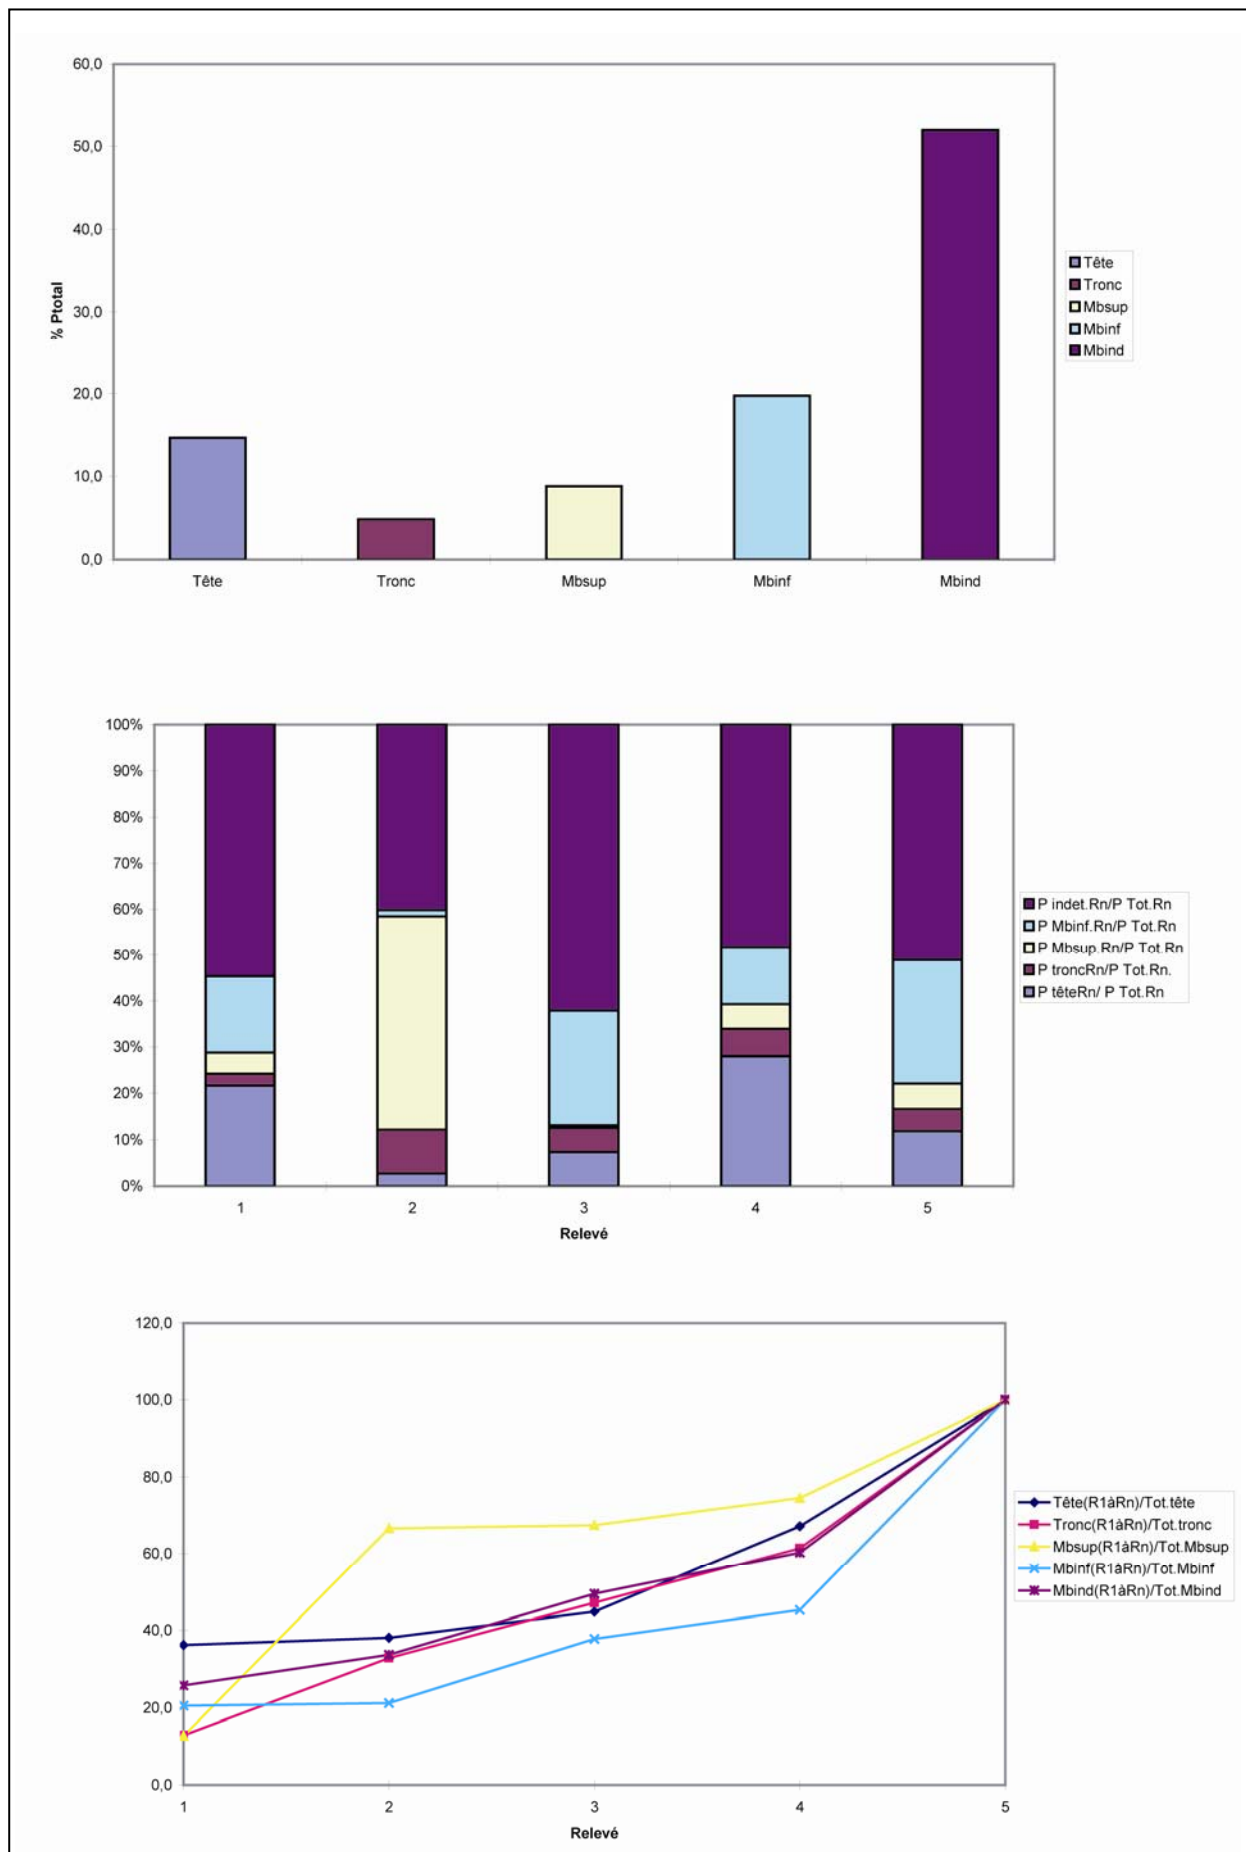 60,0
50,0
40,0
30,0
20,0
10,0
0,0
% Ptotal
Tête
Tronc
Mbsup
Mbinf
Mbind
Tête
Tronc
Mbsup
Mbinf
Mbind
100%
90%
80%
70%
60%
50%
40%
30%
20%
10%
0%
1
2
3
4
5
Relevé
P indet.Rn/P Tot.Rn
P Mbinf.Rn/P Tot.Rn
P Mbsup.Rn/P Tot.Rn
P troncRn/P Tot.Rn.
P têteRn/ P Tot.Rn
120,0
100,0
80,0
60,0
40,0
20,0
0,0
1
2
3
4
5
Relevé
Tête(R1àRn)/Tot.tête
Tronc(R1àRn)/Tot.tronc
Mbsup(R1àRn)/Tot.Mbsup
Mbinf(R1àRn)/Tot.Mbinf
Mbind(R1àRn)/Tot.Mbind